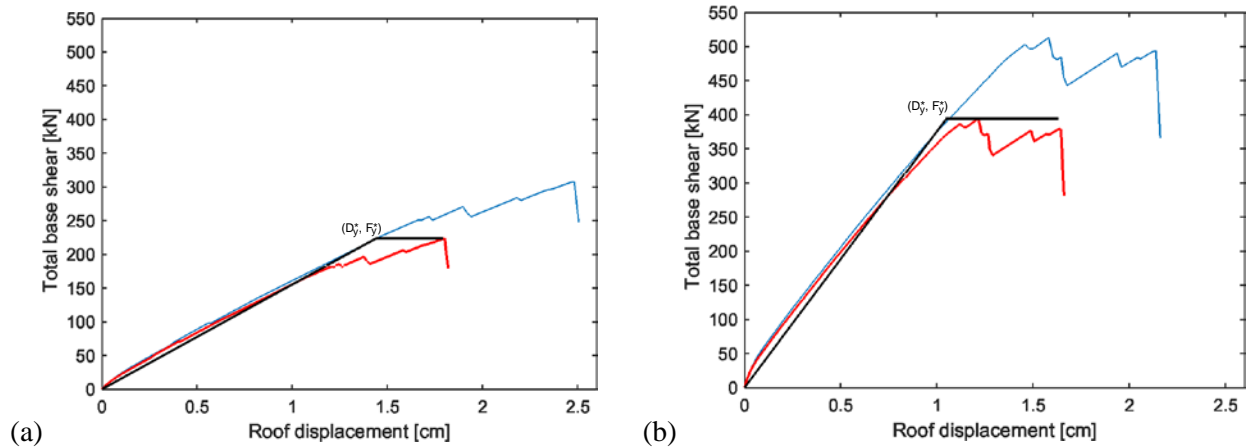 550
500
450
400
350
300
250
200
150
100
50
0
Total base shear [kN]
(D*y, F*y)
0 0.5 1 1.5 2 2.5
Roof displacement [cm]
(a)
550
500
450
400
350
300
250
200
150
100
50
0
Total base shear [kN]
(D*y, F*y)
0 0.5 1 1.5 2 2.5
Roof displacement [cm]
(b)